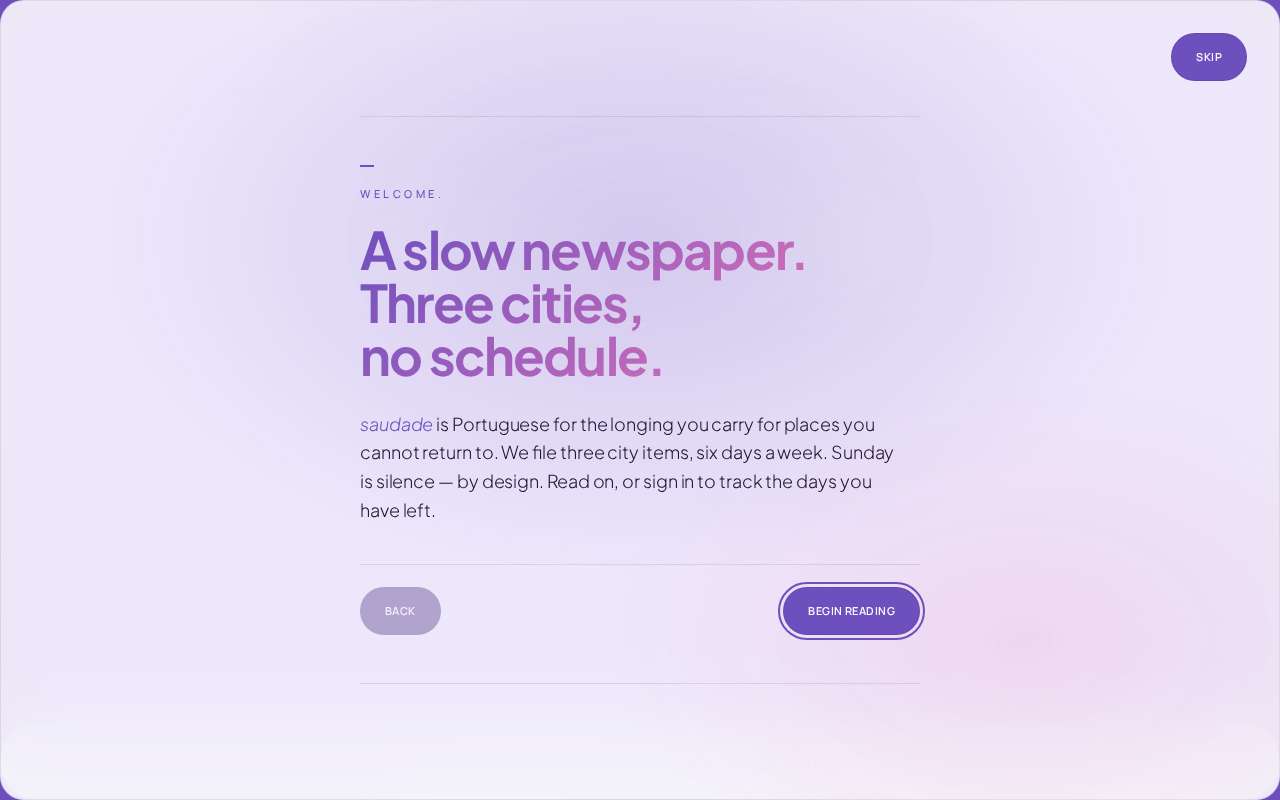 SKIP
WELCOME.
A slow newspaper.
Three cities,
no schedule.
saudade is Portuguese for the longing you carry for places you
cannot return to. We file three city items, six days a week. Sunday
is silence — by design. Read on, or sign in to track the days you
have left.
BACK
BEGIN READING